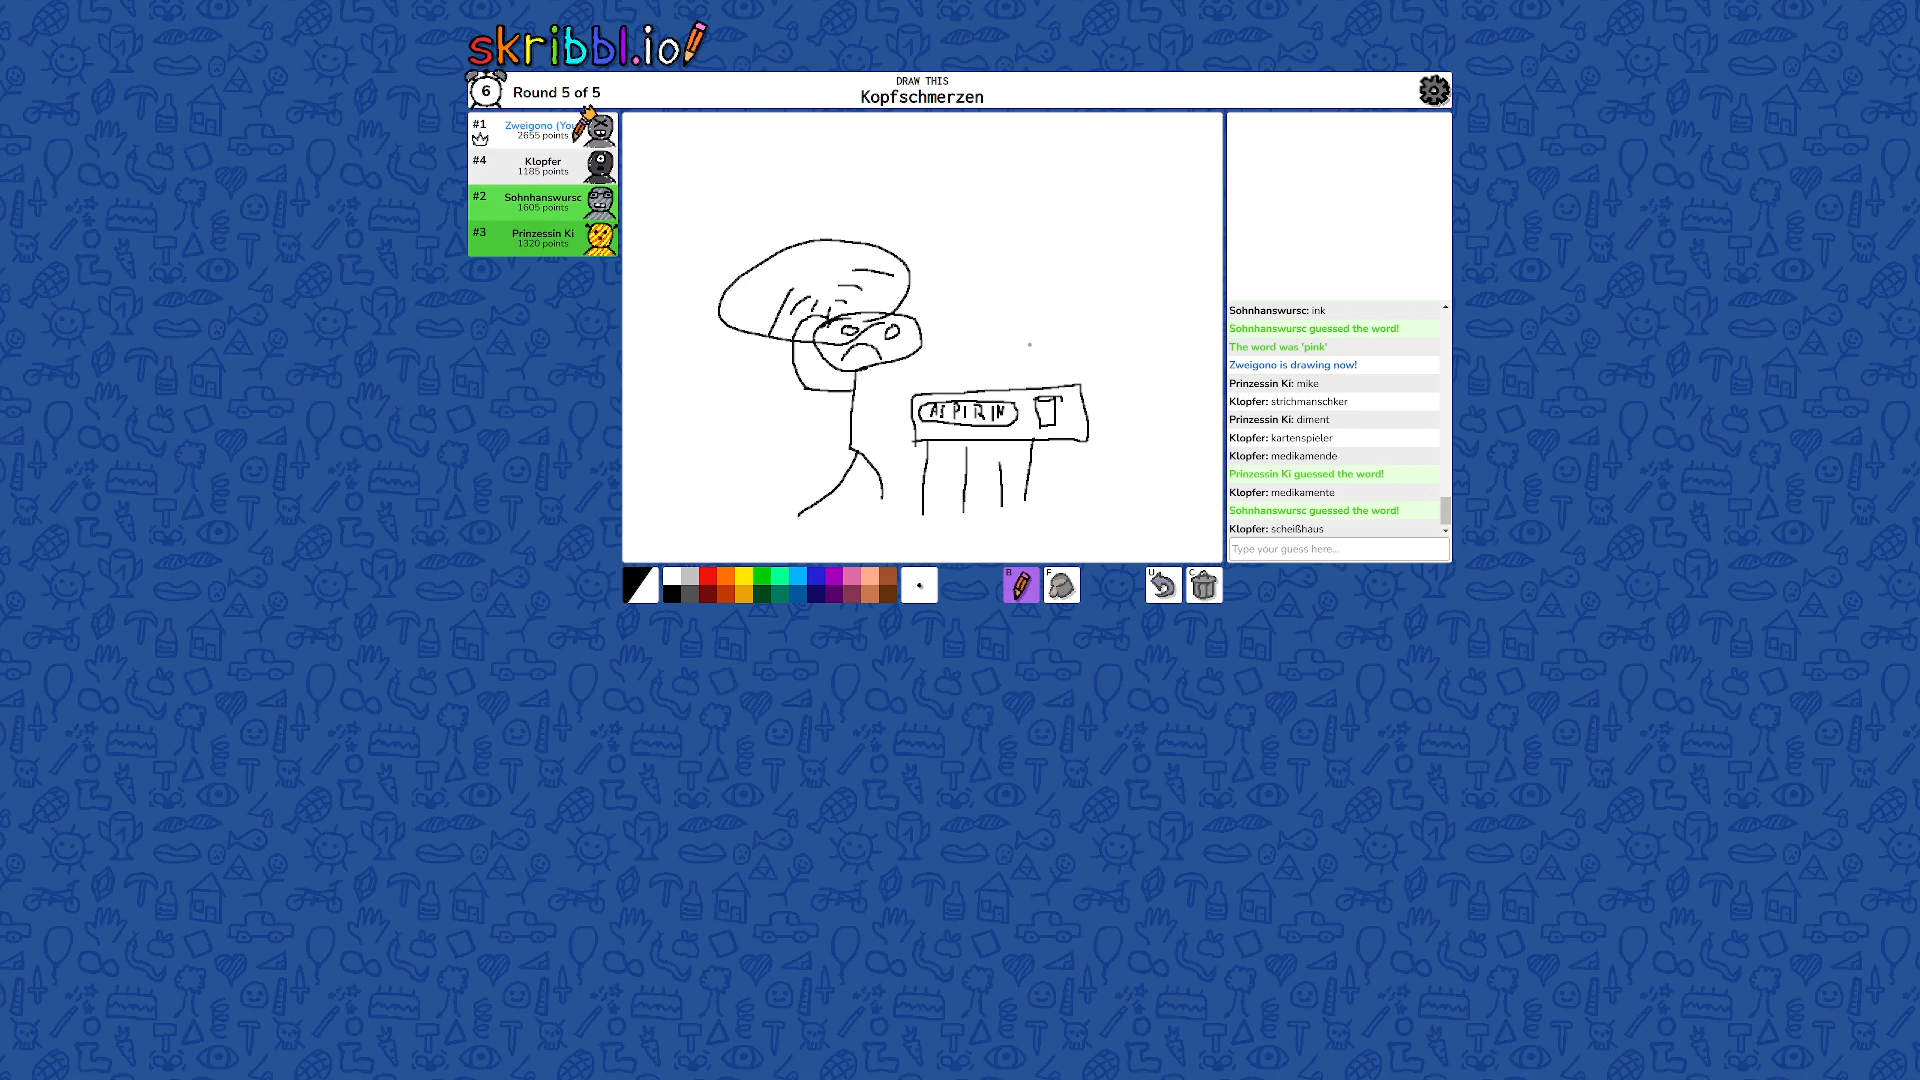 skribbl.io
6
Round 5 of 5
DRAW THIS
Kopfschmerzen
#1
Zweigono (You
2655 points
#4
Klopfer
1185 points
#2
Sohnhanswursc
1605 points
#3
Prinzessin Ki
1320 points
ASPIRIN
Sohnhanswursc: ink
Sohnhanswursc guessed the word!
The word was 'pink'
Zweigono is drawing now!
Prinzessin Ki: mike
Klopfer: strichmanschker
Prinzessin Ki: diment
Klopfer: kartenspieler
Klopfer: medikamende
Prinzessin Ki guessed the word!
Klopfer: medikamente
Sohnhanswursc guessed the word!
Klopfer: scheißhaus
Type your guess here...
B
F
U
C